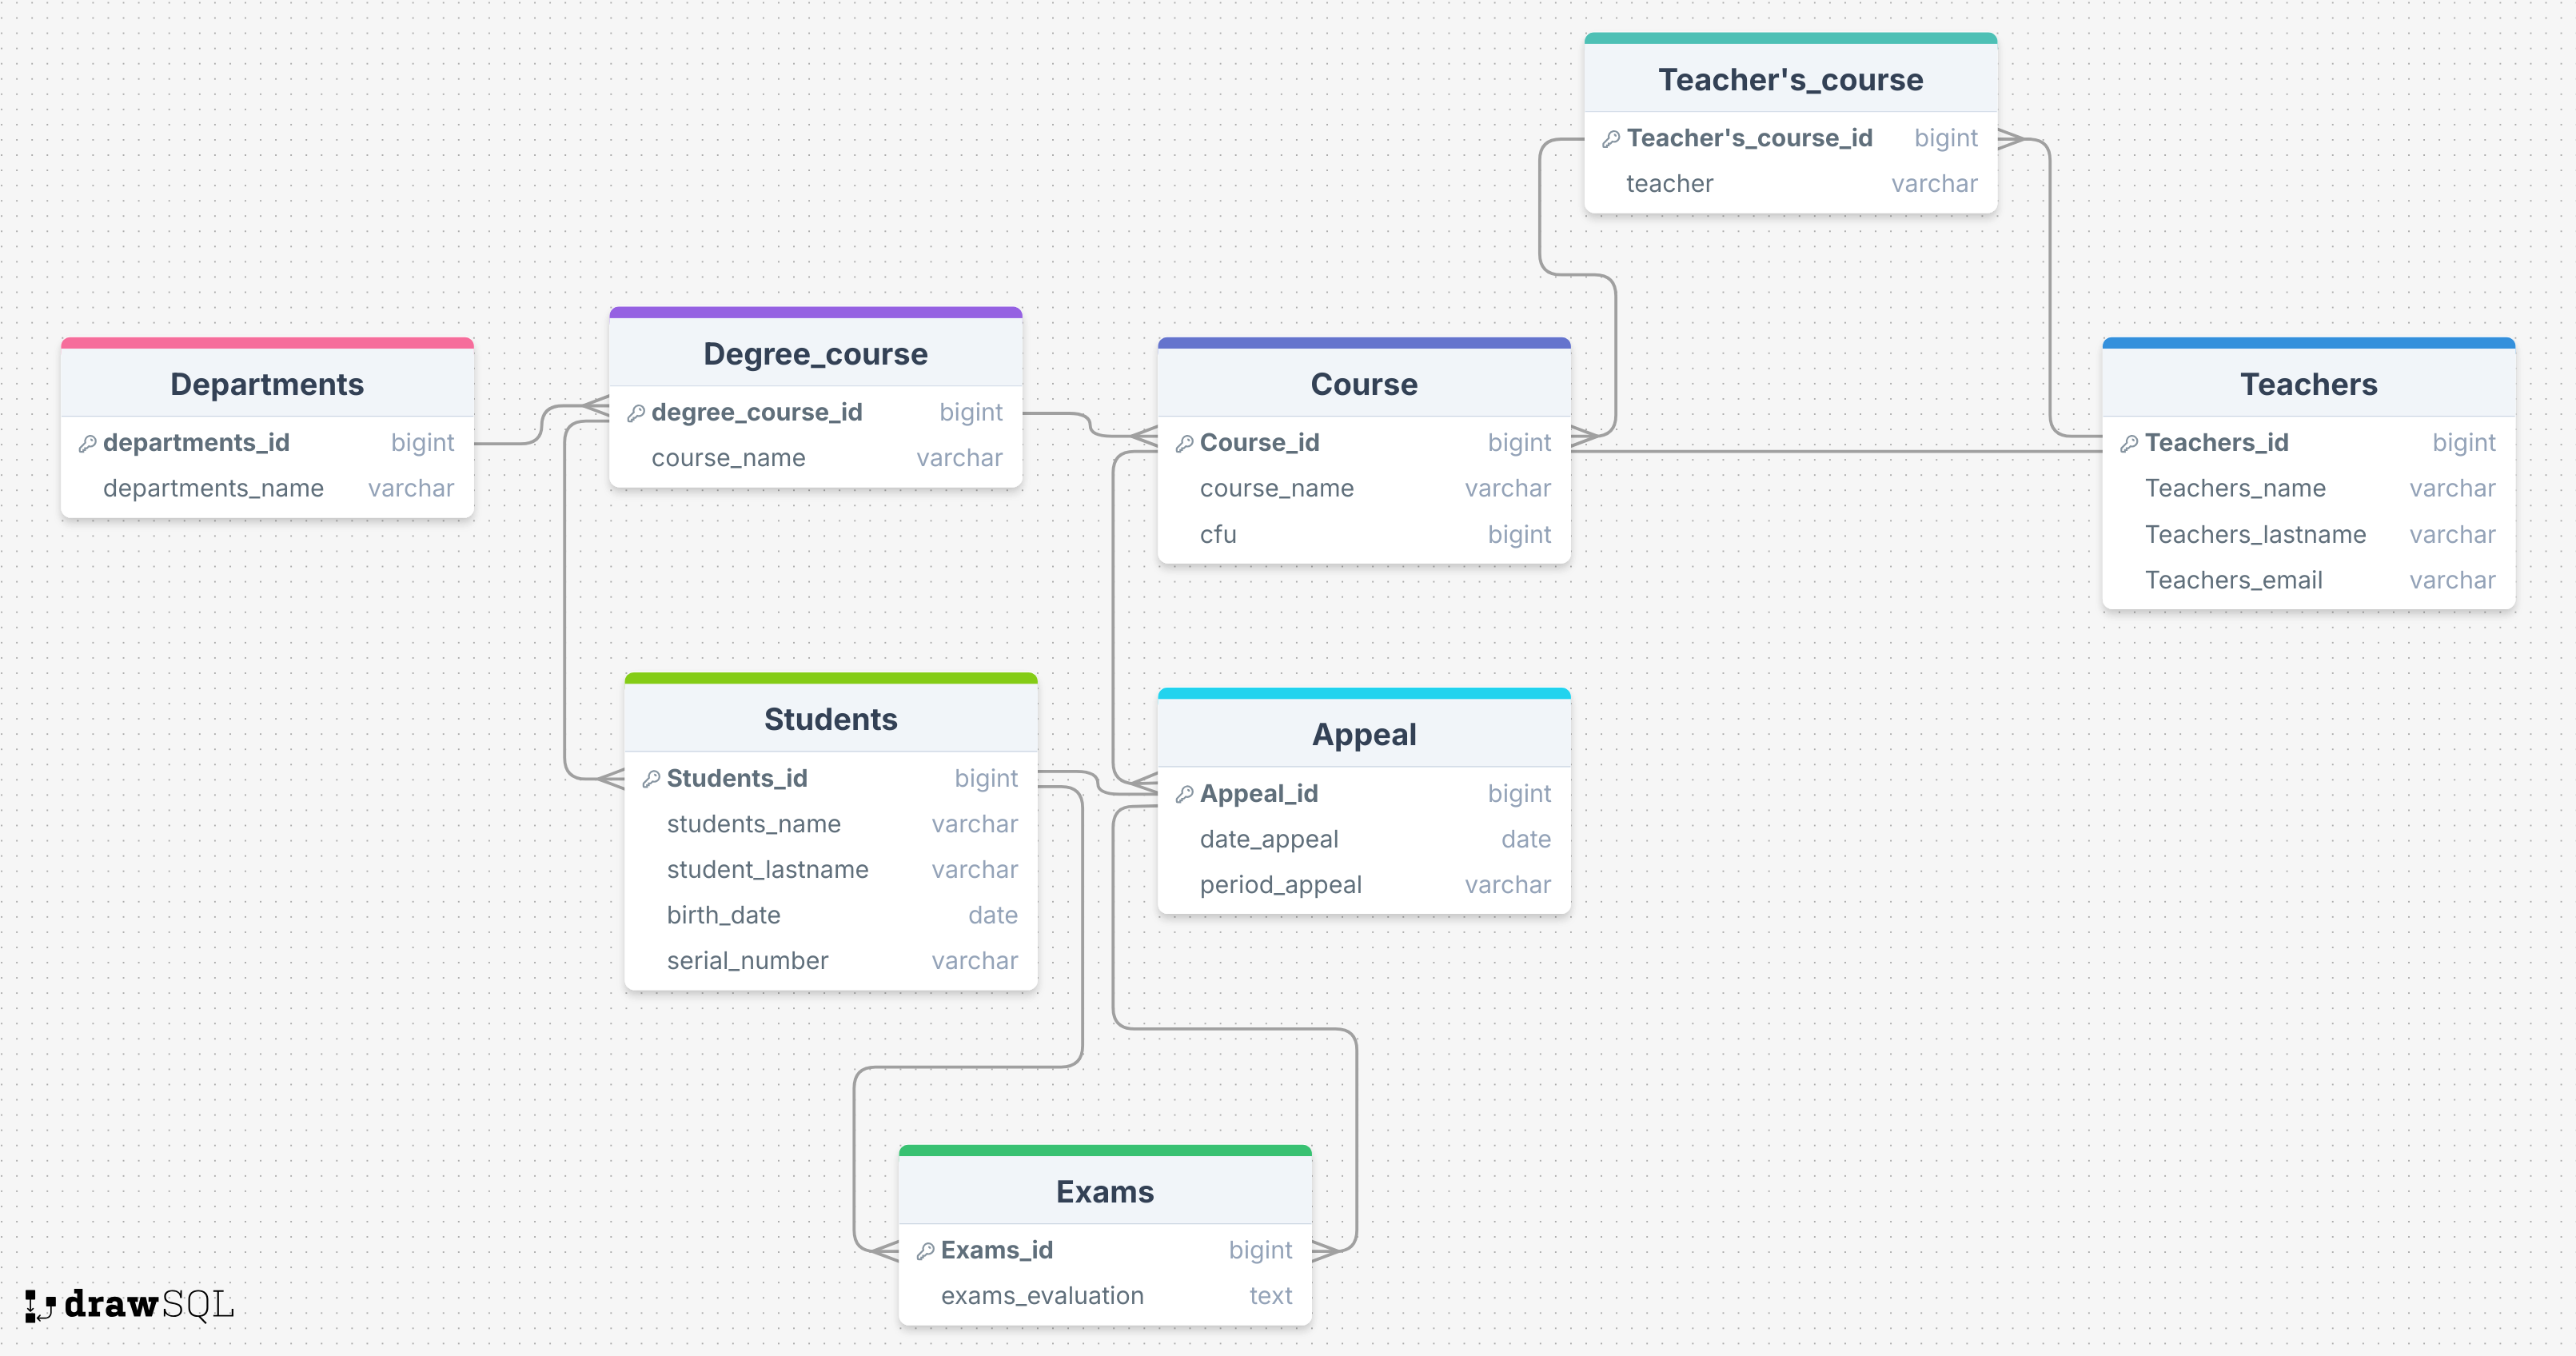 Teacher's_course
Teacher's_course_id bigint
teacher varchar
Departments
departments_id bigint
departments_name varchar
Degree_course
degree_course_id bigint
course_name varchar
Course
Course_id bigint
course_name varchar
cfu bigint
Teachers
Teachers_id bigint
Teachers_name varchar
Teachers_lastname varchar
Teachers_email varchar
Students
Students_id bigint
students_name varchar
student_lastname varchar
birth_date date
serial_number varchar
Appeal
Appeal_id bigint
date_appeal date
period_appeal varchar
Exams
Exams_id bigint
exams_evaluation text
drawSQL